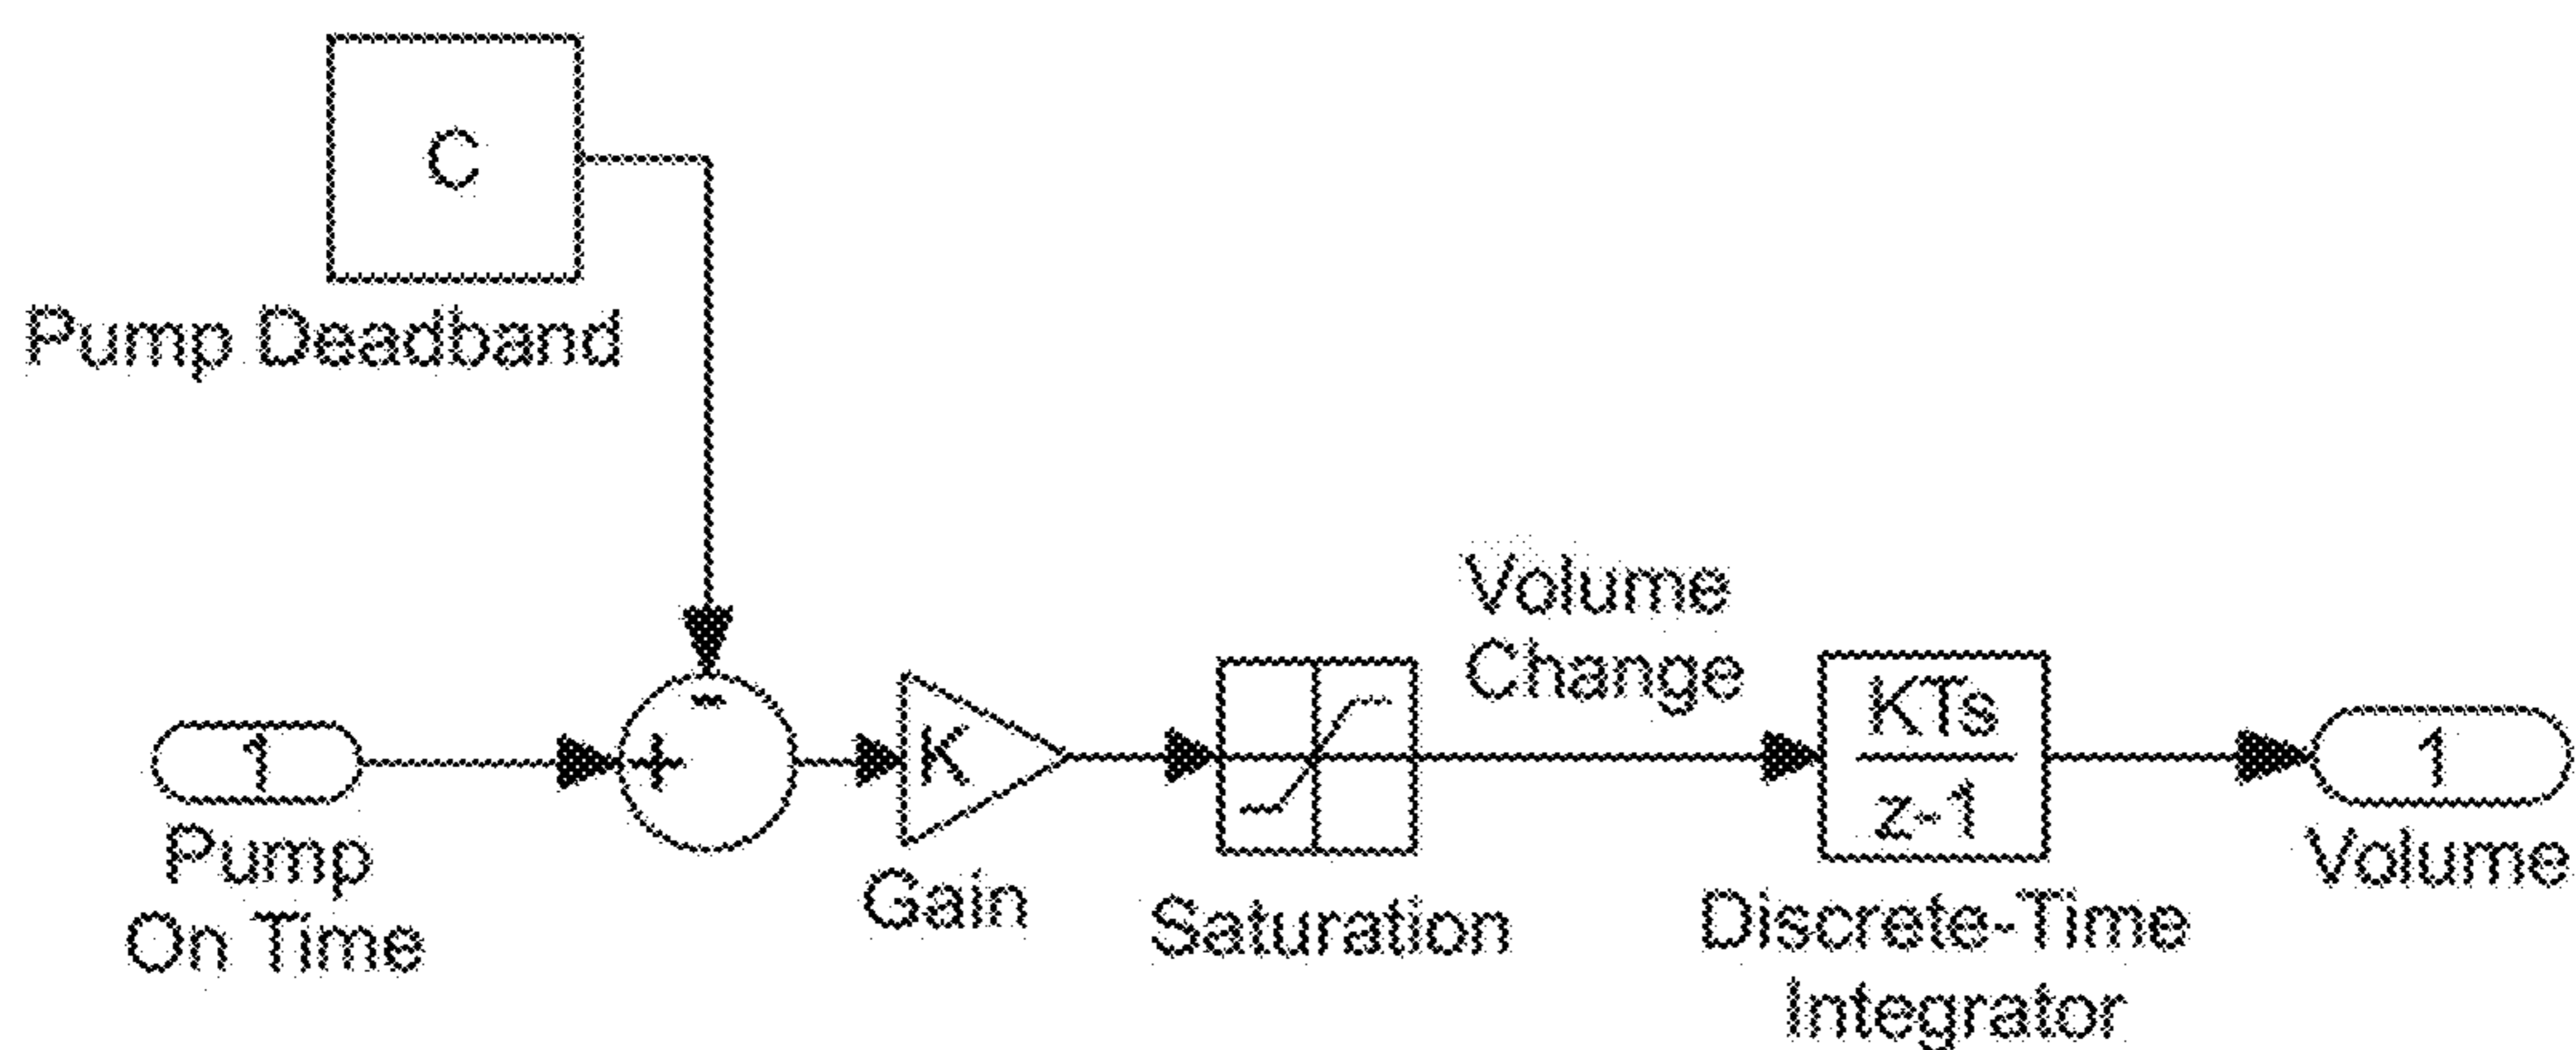 C
Pump Deadband
-
+
1
Pump
On Time
K
Gain
Saturation
Volume
Change
KTs
z-1
Discrete-Time
Integrator
1
Volume